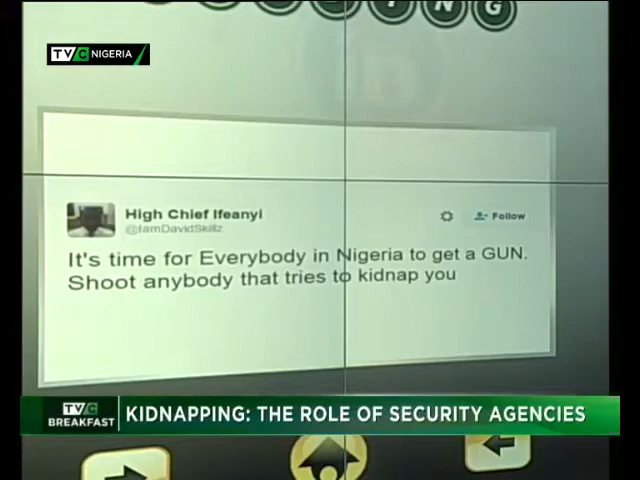 N G
TVC NIGERIA
High Chief Ifeanyi
@IamDavidSkillz
Follow
It's time for Everybody in Nigeria to get a GUN.
Shoot anybody that tries to kidnap you
TVC
BREAKFAST
KIDNAPPING: THE ROLE OF SECURITY AGENCIES